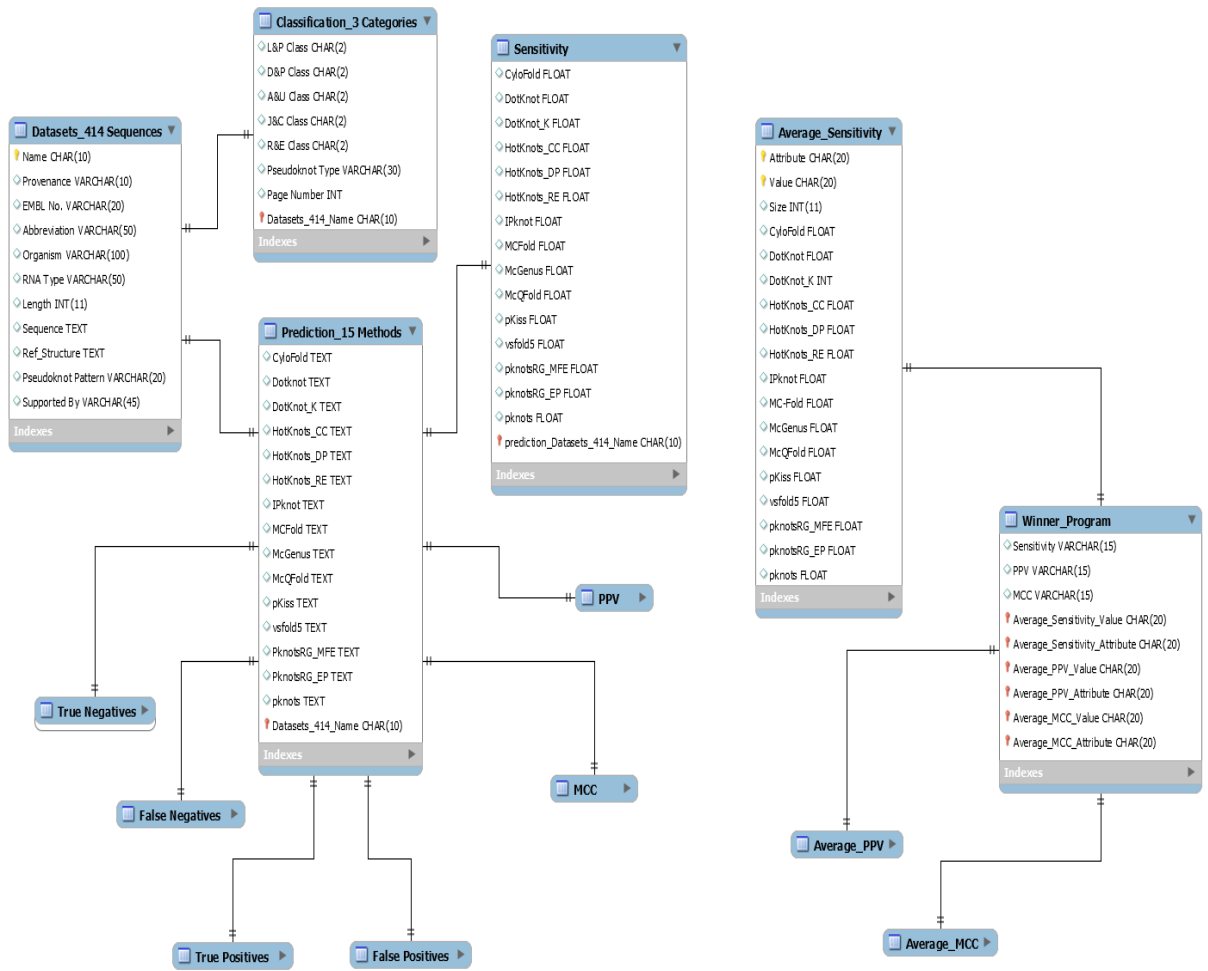 Classification_3 Categories
L&P Class CHAR(2)
D&P Class CHAR(2)
A&U Class CHAR(2)
J&C Class CHAR(2)
R&E Class CHAR(2)
Pseudoknot Type VARCHAR(30)
Page Number INT
Datasets_414_Name CHAR(10)
Indexes
Sensitivity
CyloFold FLOAT
DotKnot FLOAT
DotKnot_K FLOAT
HotKnots_CC FLOAT
HotKnots_DP FLOAT
HotKnots_RE FLOAT
IPknot FLOAT
MCFold FLOAT
McGenus FLOAT
McQFold FLOAT
pKiss FLOAT
vsfold5 FLOAT
pknotsRG_MFE FLOAT
pknotsRG_EP FLOAT
pknots FLOAT
prediction_Datasets_414_Name CHAR(10)
Indexes
Datasets_414 Sequences
Name CHAR(10)
Provenance VARCHAR(10)
EMBL No. VARCHAR(20)
Abbreviation VARCHAR(50)
Organism VARCHAR(100)
RNA Type VARCHAR(50)
Length INT(11)
Sequence TEXT
Ref_Structure TEXT
Pseudoknot Pattern VARCHAR(20)
Supported By VARCHAR(45)
Indexes
Average_Sensitivity
Attribute CHAR(20)
Value CHAR(20)
Size INT(11)
CyloFold FLOAT
DotKnot FLOAT
DotKnot_K INT
HotKnots_CC FLOAT
HotKnots_DP FLOAT
HotKnots_RE FLOAT
IPknot FLOAT
MC-Fold FLOAT
McGenus FLOAT
McQFold FLOAT
pKiss FLOAT
vsfold5 FLOAT
pknotsRG_MFE FLOAT
pknotsRG_EP FLOAT
pknots FLOAT
Indexes
Prediction_15 Methods
CyloFold TEXT
Dotknot TEXT
DotKnot_K TEXT
HotKnots_CC TEXT
HotKnots_DP TEXT
HotKnots_RE TEXT
IPknot TEXT
MCFold TEXT
McGenus TEXT
McQFold TEXT
pKiss TEXT
vsfold5 TEXT
PknotsRG_MFE TEXT
PknotsRG_EP TEXT
pknots TEXT
Datasets_414_Name CHAR(10)
Indexes
Winner_Program
Sensitivity VARCHAR(15)
PPV VARCHAR(15)
MCC VARCHAR(15)
Average_Sensitivity_Value CHAR(20)
Average_Sensitivity_Attribute CHAR(20)
Average_PPV_Value CHAR(20)
Average_PPV_Attribute CHAR(20)
Average_MCC_Value CHAR(20)
Average_MCC_Attribute CHAR(20)
Indexes
PPV
True Negatives
MCC
False Negatives
Average_PPV
Average_MCC
True Positives
False Positives